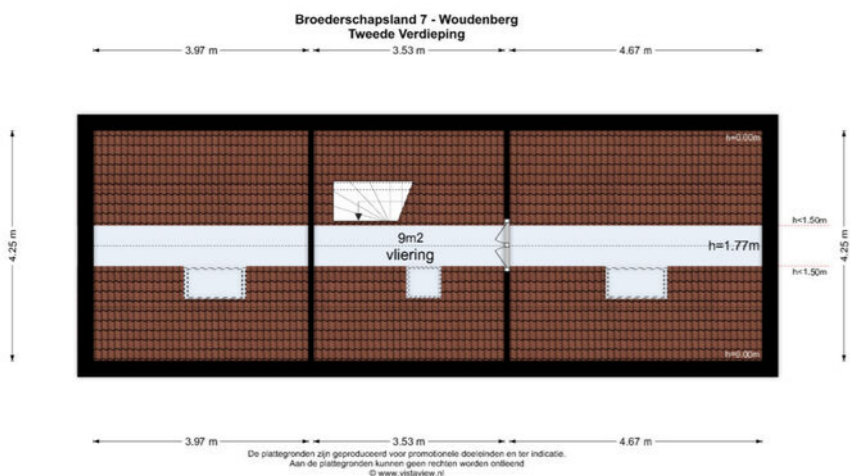 Broederschapsland 7 - Woudenberg
Tweede Verdieping
3.97 m 3.53 m 4.67 m
h=0.00m
h<1.50m
4.25 m
9m2
vliering
h=1.77m
4.25 m
h<1.50m
h=0.00m
3.97 m 3.53 m 4.67 m
De plattegronden zijn geproduceerd voor promotionele doeleinden en ter indicatie.
Aan de plattegronden kunnen geen rechten worden ontleend
© www.vistaview.nl